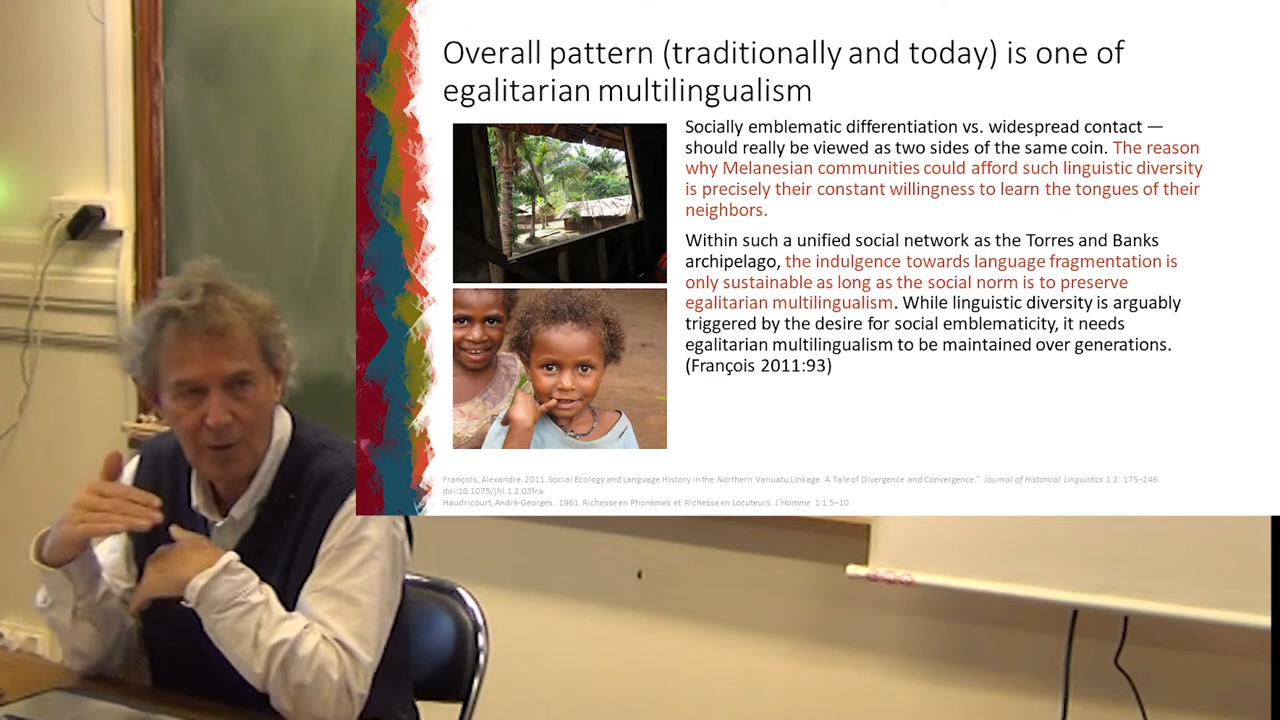 Overall pattern (traditionally and today) is one of
egalitarian multilingualism
Socially emblematic differentiation vs. widespread contact —
should really be viewed as two sides of the same coin. The reason
why Melanesian communities could afford such linguistic diversity
is precisely their constant willingness to learn the tongues of their
neighbors.
Within such a unified social network as the Torres and Banks
archipelago, the indulgence towards language fragmentation is
only sustainable as long as the social norm is to preserve
egalitarian multilingualism. While linguistic diversity is arguably
triggered by the desire for social emblematicity, it needs
egalitarian multilingualism to be maintained over generations.
(François 2011:93)
François, Alexandre. 2011. Social Ecology and Language History in the Northern Vanuatu Linkage: A Tale of Divergence and Convergence.” Journal of Historical Linguistics 1.2: 175–246.
doi:10.1075/jhl.1.2.03fra.
Haudricourt, André-Georges. 1961. Richesse en Phonèmes et Richesse en Locuteurs. L’Homme 1:1.5–10.